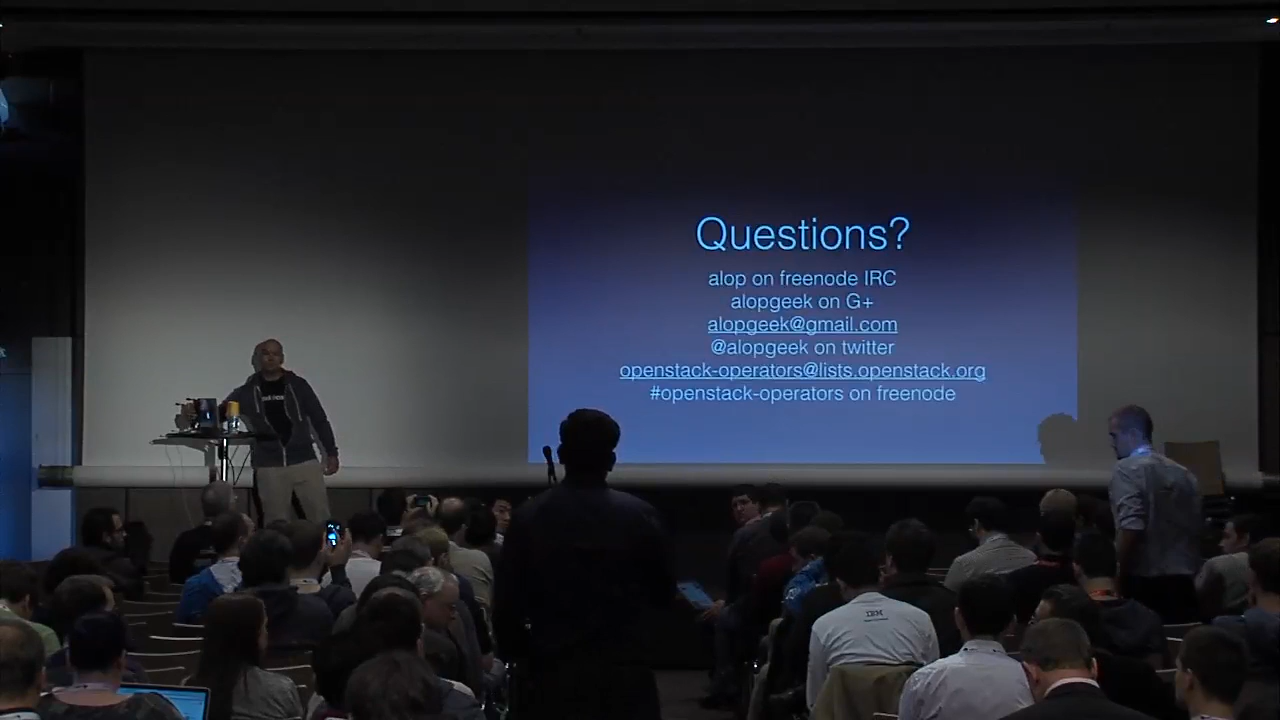 Questions?
alop on freenode IRC
alopgeek on G+
alopgeek@gmail.com
@alopgeek on twitter
openstack-operators@lists.openstack.org
#openstack-operators on freenode
IBM